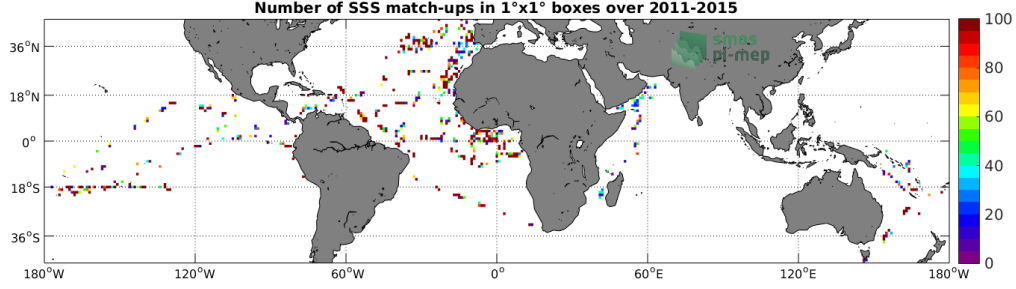 Number of SSS match-ups in 1°x1° boxes over 2011-2015
smos
pi-mep
36°N
18°N
0°
18°S
36°S
180°W
120°W
60°W
0°
60°E
120°E
180°W
100
80
60
40
20
0